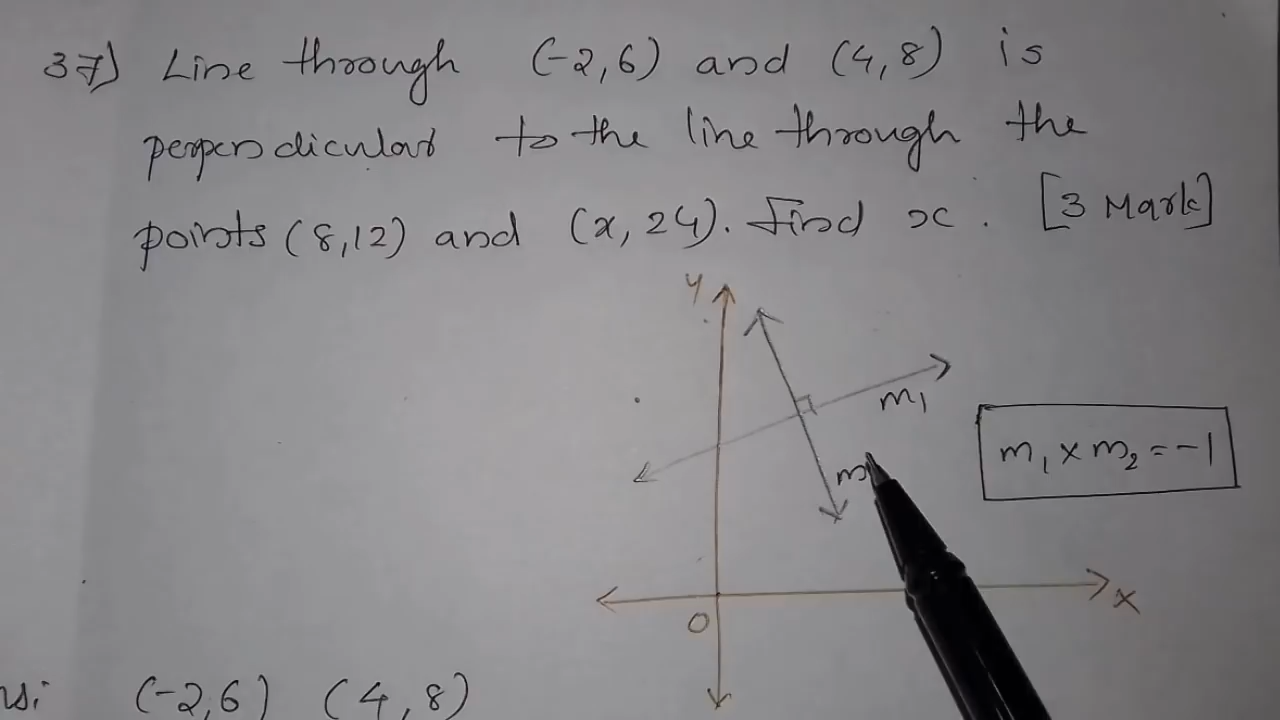 37) Line through (-2,6) and (4,8) is
perpendicular to the line through the
points (8,12) and (x,24). Find x. [3 Mark]
Y
m₁
m₁ × m₂ = -1
m
X
O
(-2,6) (4,8)